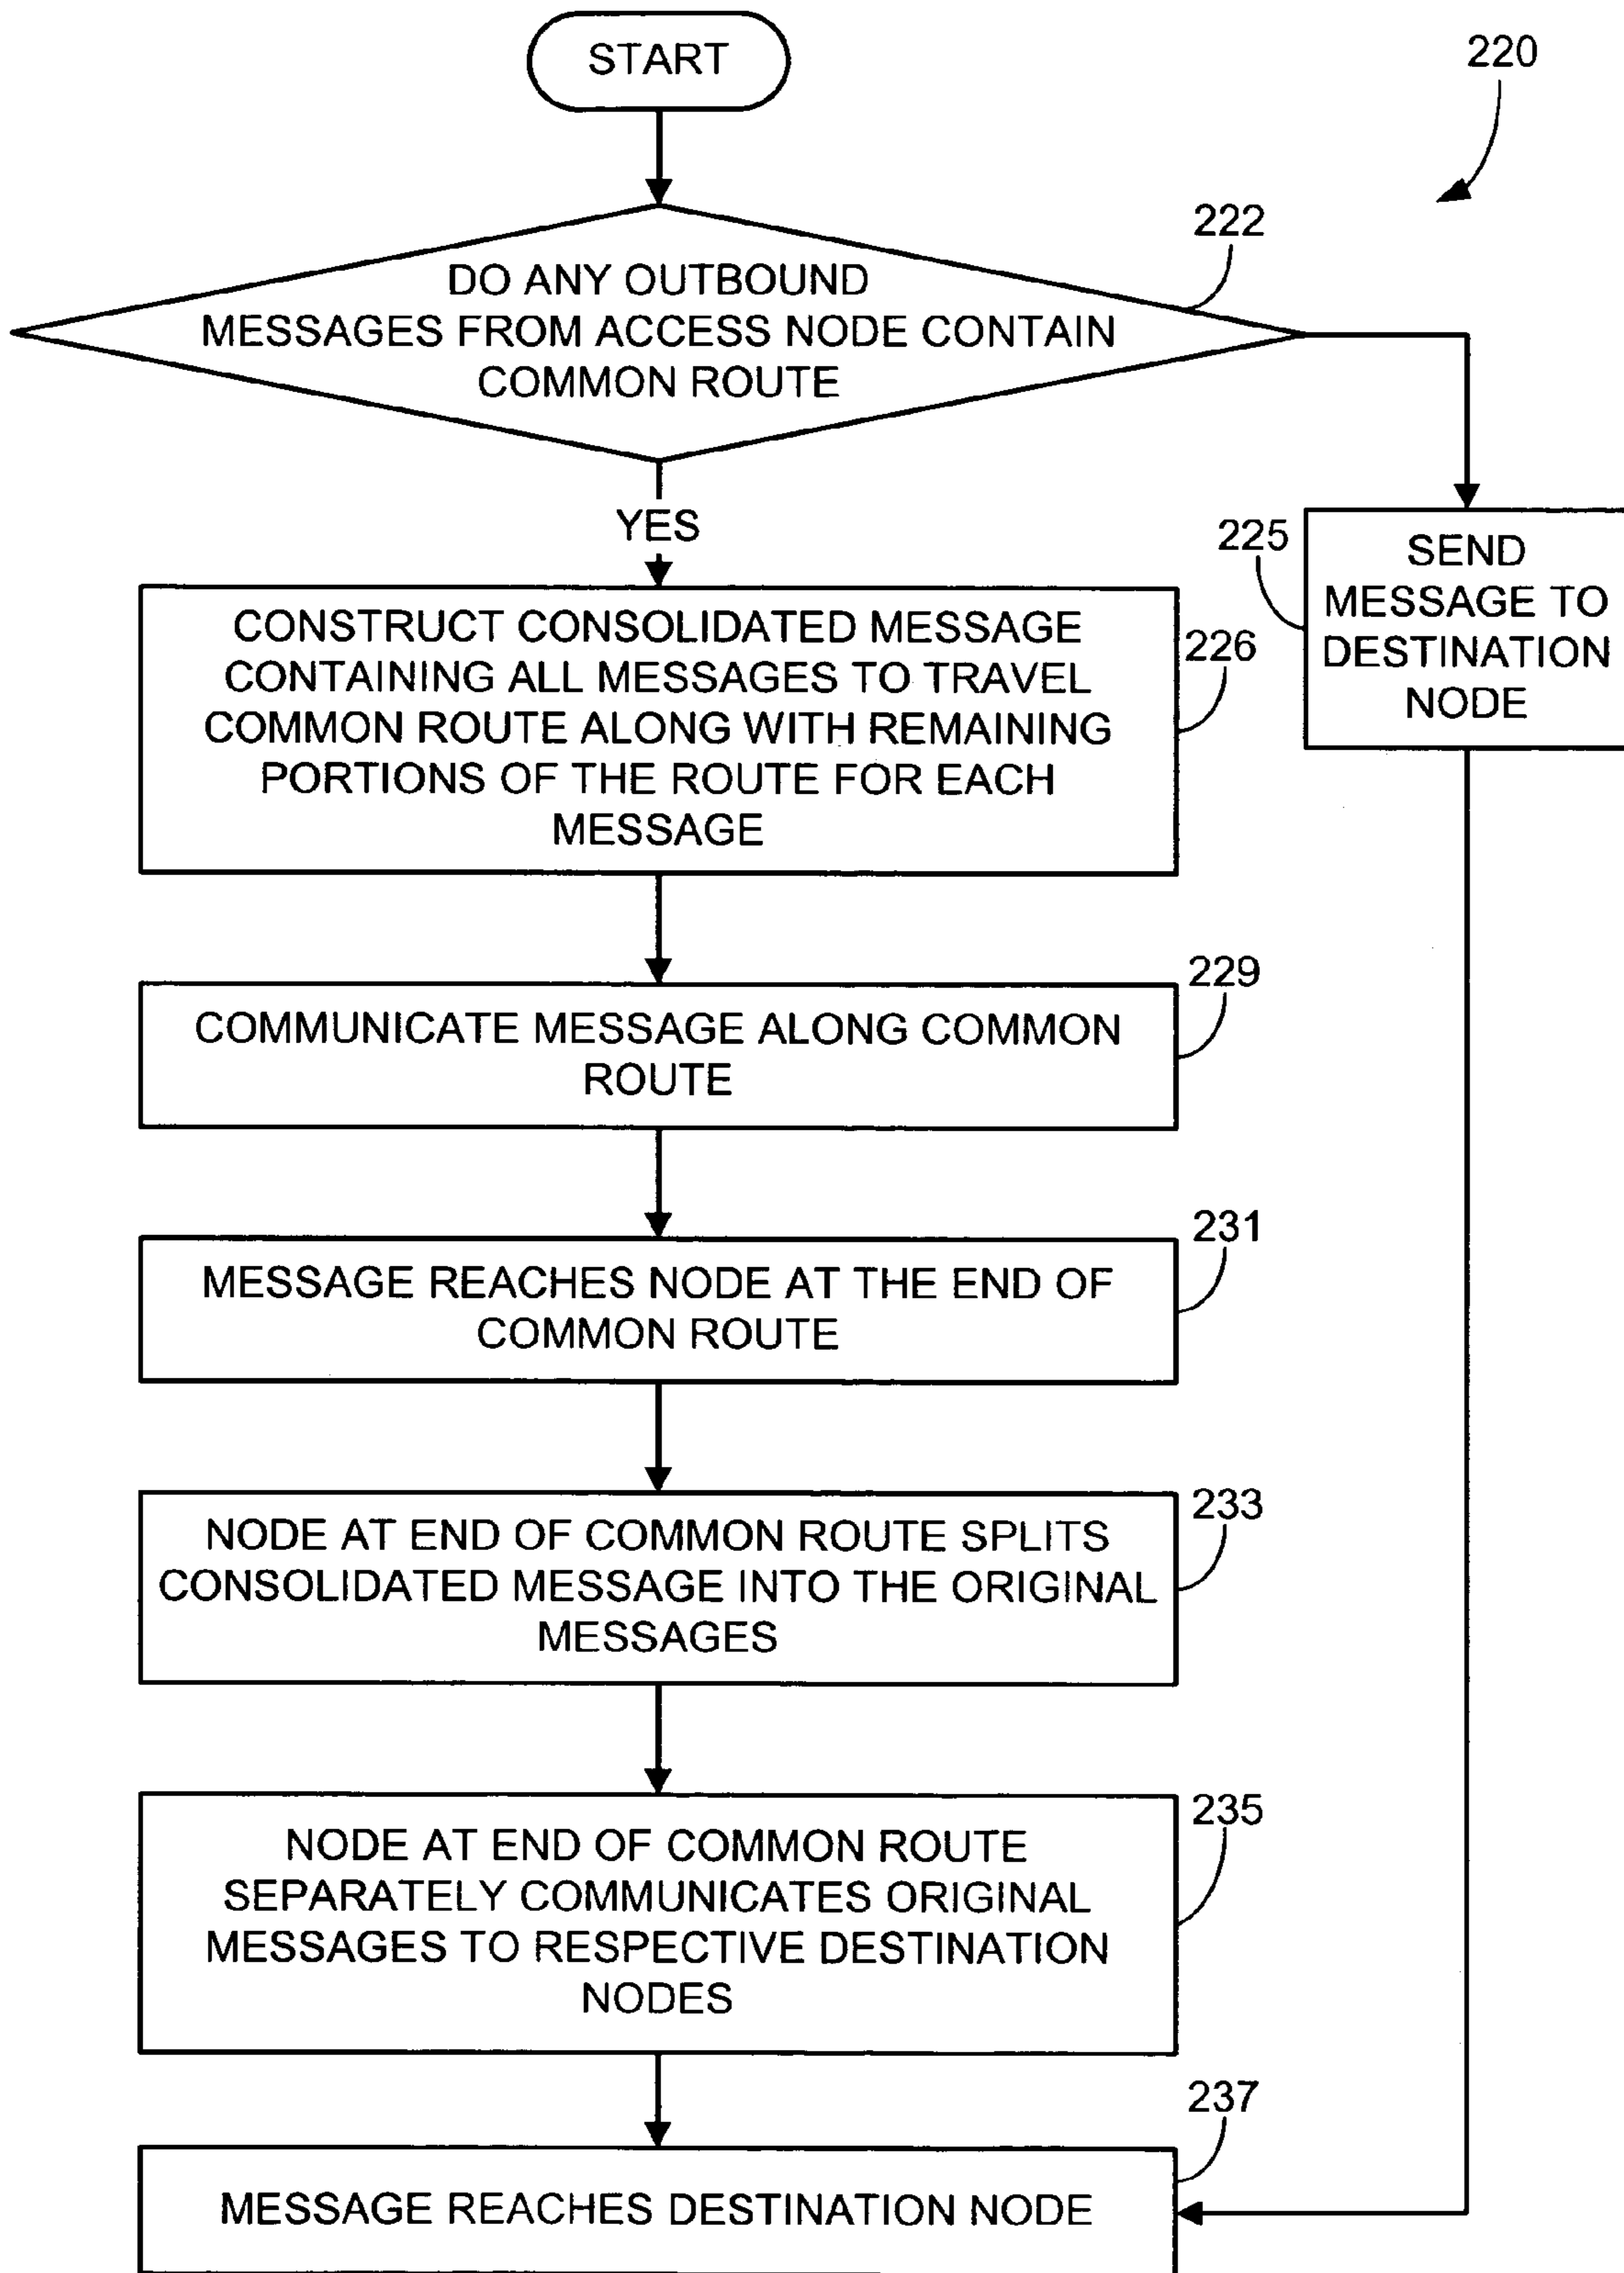 START
220
222
DO ANY OUTBOUND
MESSAGES FROM ACCESS NODE CONTAIN
COMMON ROUTE
YES
225
SEND
MESSAGE TO
DESTINATION
NODE
CONSTRUCT CONSOLIDATED MESSAGE
CONTAINING ALL MESSAGES TO TRAVEL
COMMON ROUTE ALONG WITH REMAINING
PORTIONS OF THE ROUTE FOR EACH
MESSAGE
226
229
COMMUNICATE MESSAGE ALONG COMMON
ROUTE
231
MESSAGE REACHES NODE AT THE END OF
COMMON ROUTE
233
NODE AT END OF COMMON ROUTE SPLITS
CONSOLIDATED MESSAGE INTO THE ORIGINAL
MESSAGES
235
NODE AT END OF COMMON ROUTE
SEPARATELY COMMUNICATES ORIGINAL
MESSAGES TO RESPECTIVE DESTINATION
NODES
237
MESSAGE REACHES DESTINATION NODE